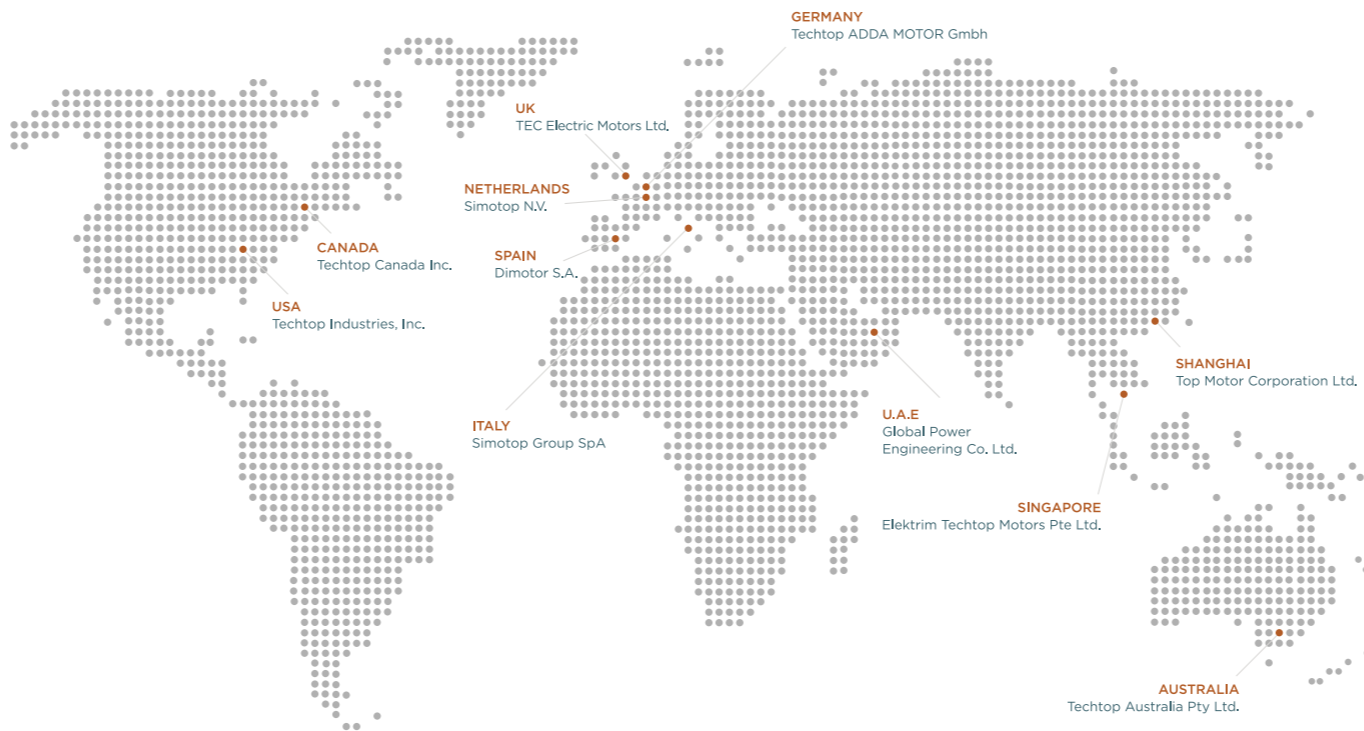 GERMANY
Techtop ADDA MOTOR Gmbh
UK
TEC Electric Motors Ltd.
NETHERLANDS
Simotop N.V.
CANADA
Techtop Canada Inc.
SPAIN
Dimotor S.A.
USA
Techtop Industries, Inc.
SHANGHAI
Top Motor Corporation Ltd.
ITALY
Simotop Group SpA
U.A.E
Global Power
Engineering Co. Ltd.
SINGAPORE
Elektrim Techtop Motors Pte Ltd.
AUSTRALIA
Techtop Australia Pty Ltd.